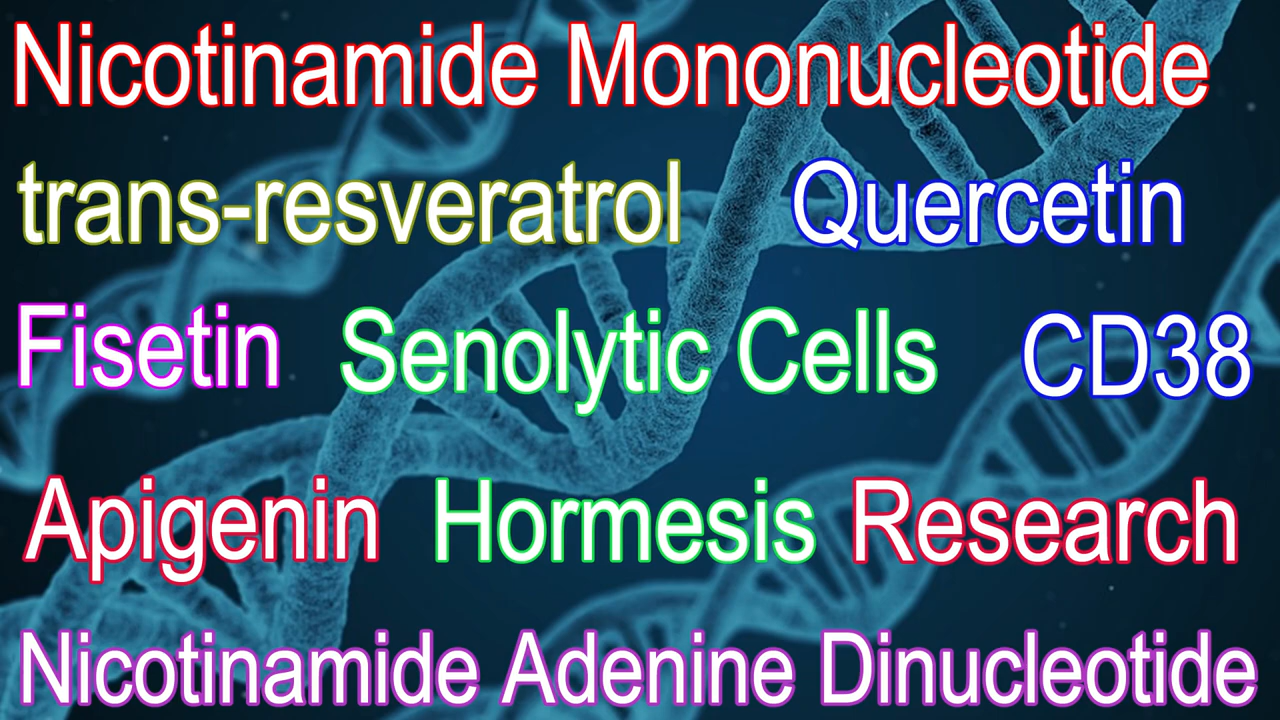 Nicotinamide Mononucleotide
trans-resveratrol Quercetin
Fisetin Senolytic Cells CD38
Apigenin Hormesis Research
Nicotinamide Adenine Dinucleotide